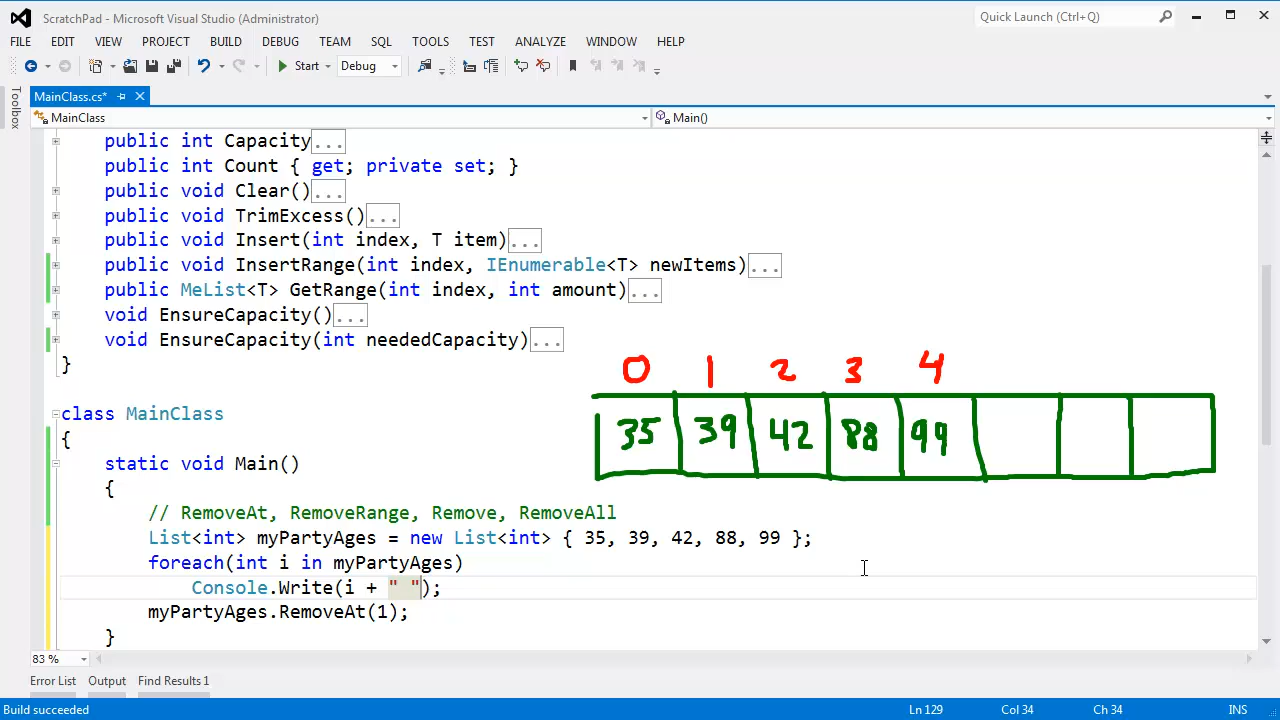 ScratchPad - Microsoft Visual Studio (Administrator)
Quick Launch (Ctrl+Q)
FILE EDIT VIEW PROJECT BUILD DEBUG TEAM SQL TOOLS TEST ANALYZE WINDOW HELP
Start Debug
MainClass.cs*
Toolbox
MainClass Main()
public int Capacity...
public int Count { get; private set; }
public void Clear()...
public void TrimExcess()...
public void Insert(int index, T item)...
public void InsertRange(int index, IEnumerable<T> newItems)...
public MeList<T> GetRange(int index, int amount)...
void EnsureCapacity()...
void EnsureCapacity(int neededCapacity)...
}
0 1 2 3 4
35 39 42 88 99
class MainClass
{
static void Main()
{
// RemoveAt, RemoveRange, Remove, RemoveAll
List<int> myPartyAges = new List<int> { 35, 39, 42, 88, 99 };
foreach(int i in myPartyAges)
Console.Write(i + " ");
myPartyAges.RemoveAt(1);
}
83 %
Error List Output Find Results 1
Build succeeded Ln 129 Col 34 Ch 34 INS